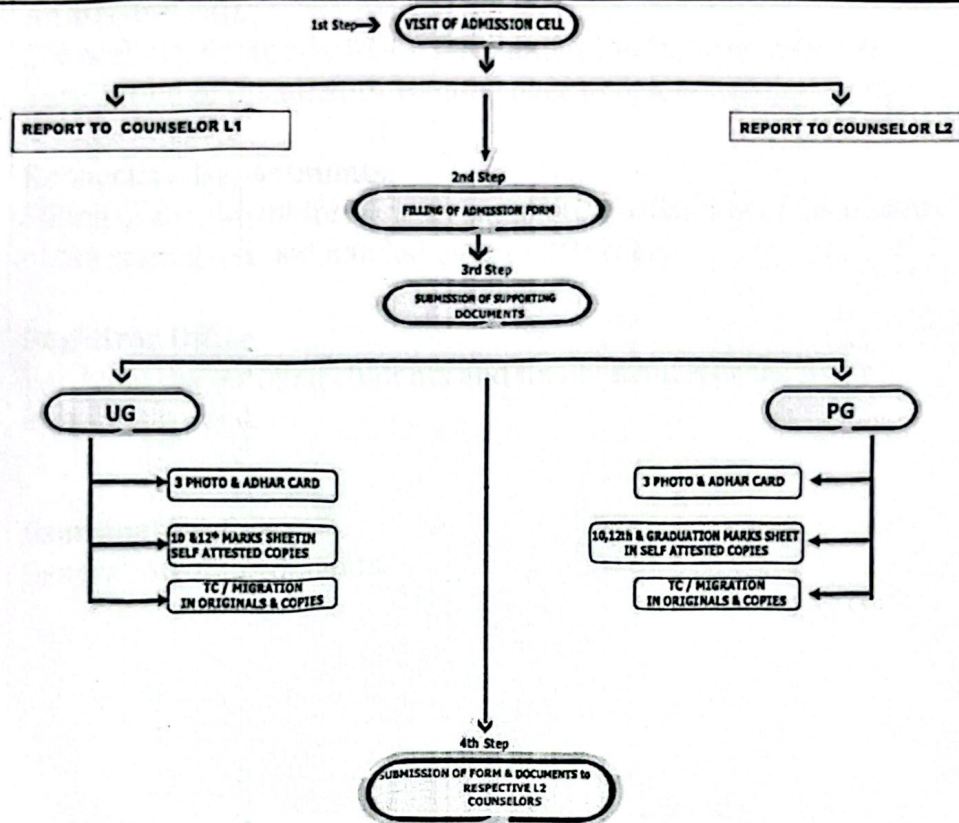 1st Step
VISIT OF ADMISSION CELL
REPORT TO COUNSELOR L1
REPORT TO COUNSELOR L2
2nd Step
FILLING OF ADMISSION FORM
3rd Step
SUBMISSION OF SUPPORTING
DOCUMENTS
UG
PG
3 PHOTO & ADHAR CARD
3 PHOTO & ADHAR CARD
10 &12th MARKS SHEETIN
SELF ATTESTED COPIES
10,12th & GRADUATION MARKS SHEET
IN SELF ATTESTED COPIES
TC / MIGRATION
IN ORIGINALS & COPIES
TC / MIGRATION
IN ORIGINALS & COPIES
4th Step
SUBMISSION OF FORM & DOCUMENTS to
RESPECTIVE L2
COUNSELORS